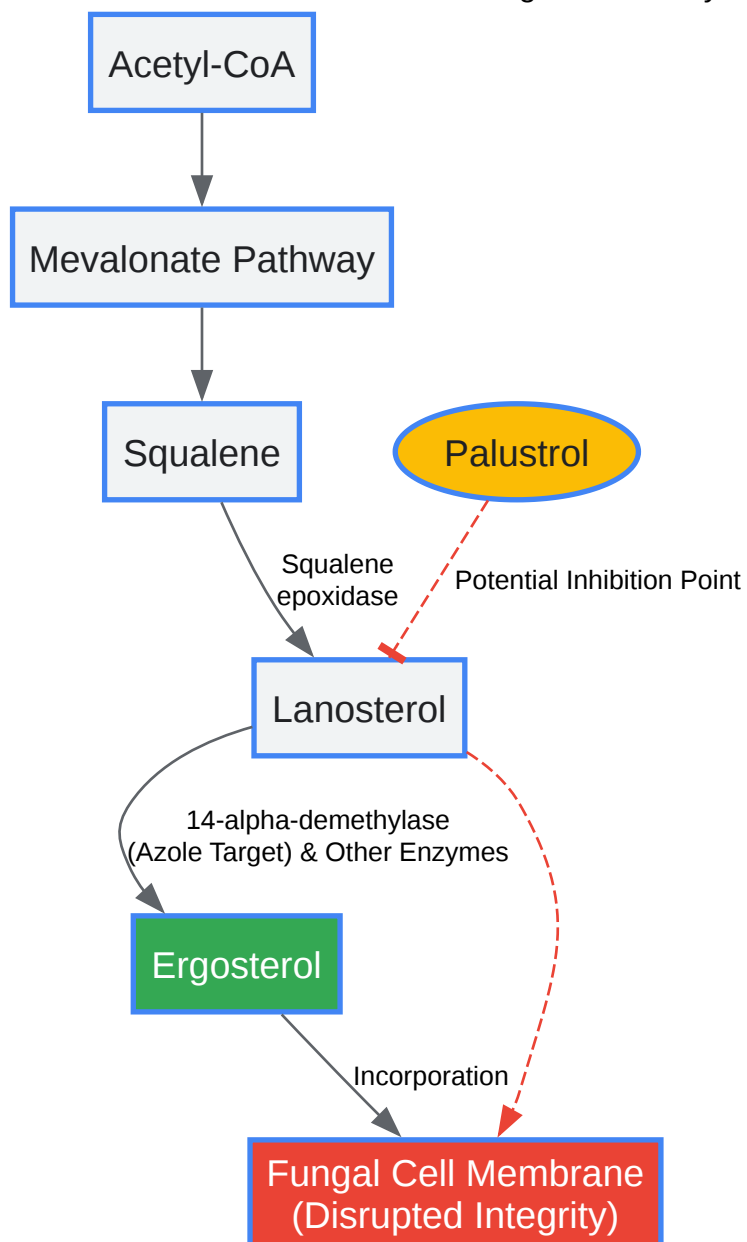 Acetyl-CoA
Mevalonate Pathway
Squalene
Palustrol
Squalene
epoxidase
Potential Inhibition Point
Lanosterol
14-alpha-demethylase
(Azole Target) & Other Enzymes
Ergosterol
Incorporation
Fungal Cell Membrane
(Disrupted Integrity)